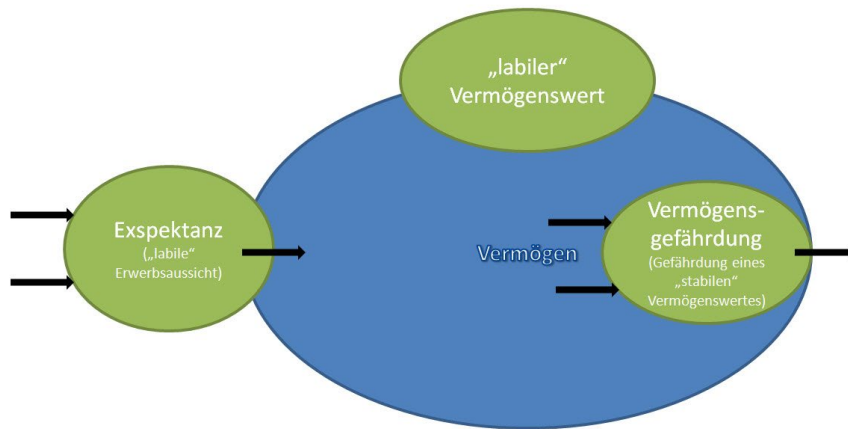 „labiler“
Vermögenswert
Exspektanz
(„labile“
Erwerbsaussicht)
Vermögen
Vermögens-
gefährdung
(Gefährdung eines
„stabilen“
Vermögenswertes)